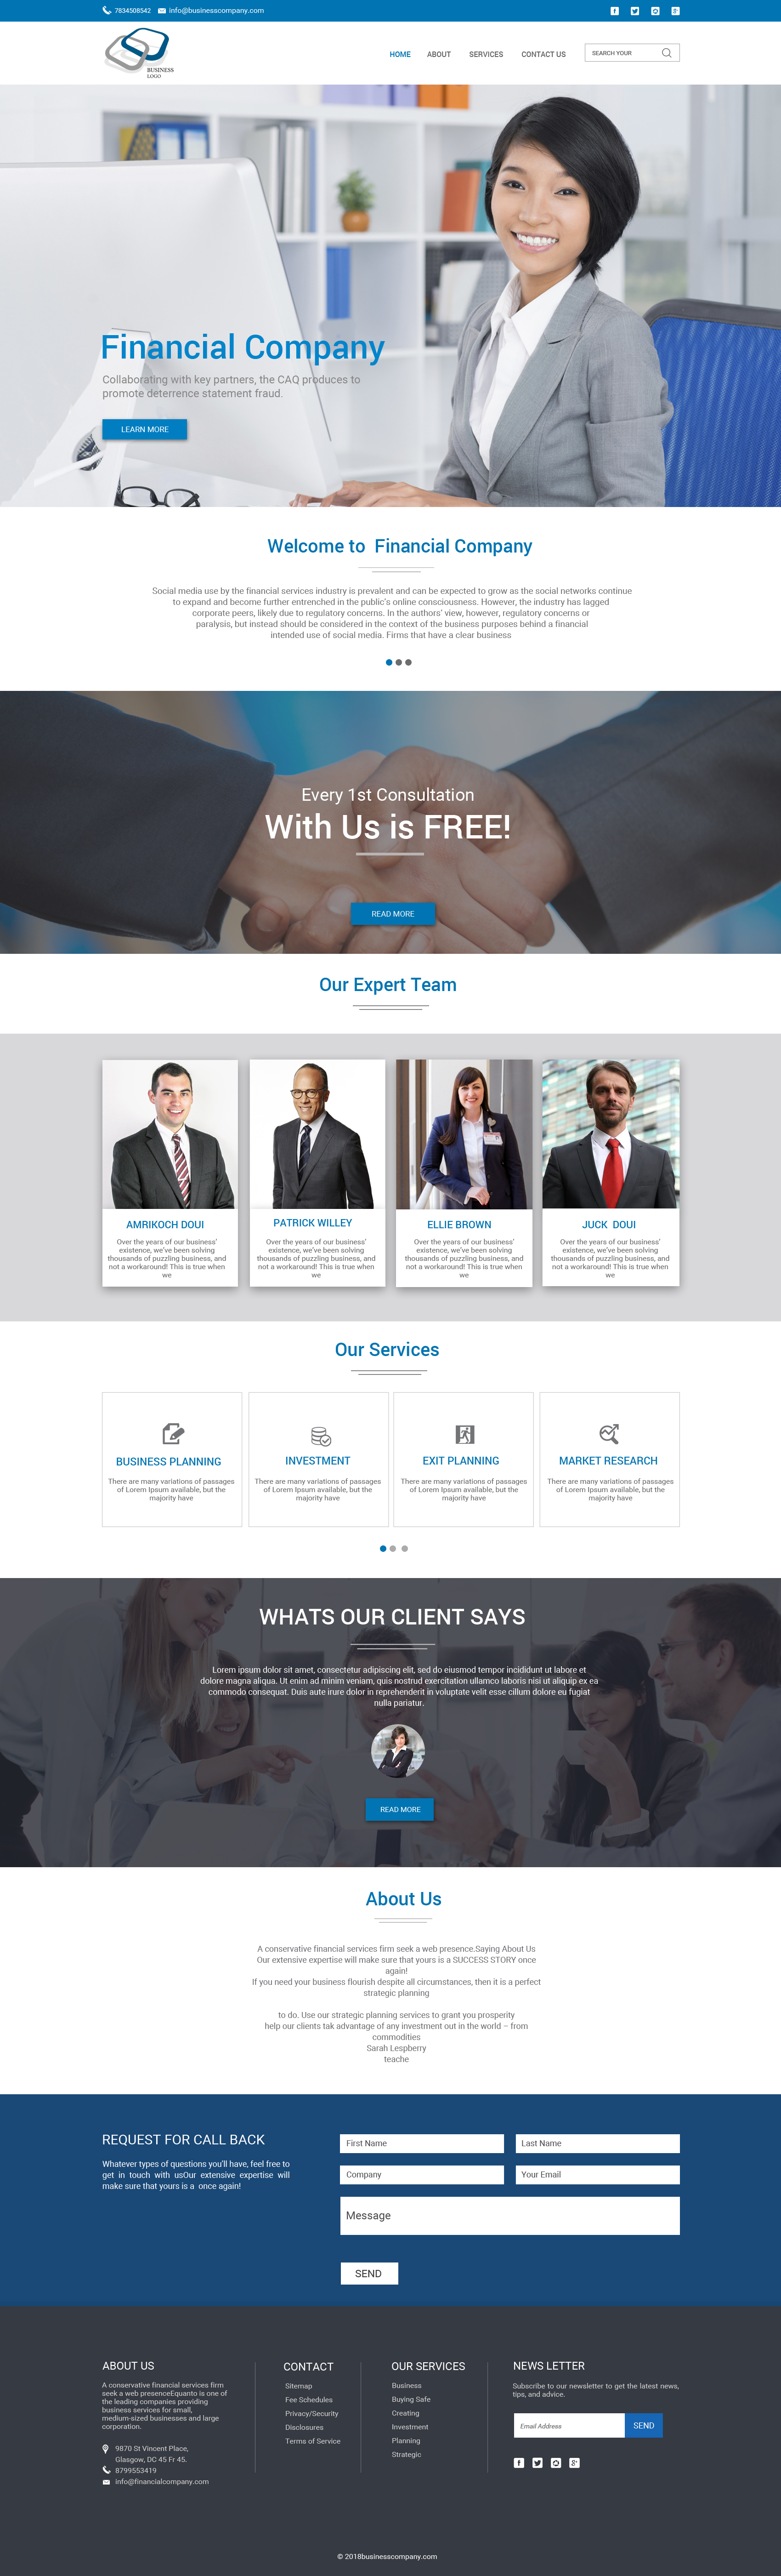 7834508542 info@businesscompany.com
BUSINESS
LOGO
HOME ABOUT SERVICES CONTACT US SEARCH YOUR
Financial Company
Collaborating with key partners, the CAQ produces to
promote deterrence statement fraud.
LEARN MORE
Welcome to Financial Company
Social media use by the financial services industry is prevalent and can be expected to grow as the social networks continue
to expand and become further entrenched in the public's online consciousness. However, the industry has lagged
corporate peers, likely due to regulatory concerns. In the authors' view, however, regulatory concerns or
paralysis, but instead should be considered in the context of the business purposes behind a financial
intended use of social media. Firms that have a clear business
Every 1st Consultation
With Us is FREE!
READ MORE
Our Expert Team
AMRIKOCH DOUI
Over the years of our business'
existence, we've been solving
thousands of puzzling business, and
not a workaround! This is true when
we
PATRICK WILLEY
Over the years of our business'
existence, we've been solving
thousands of puzzling business, and
not a workaround! This is true when
we
ELLIE BROWN
Over the years of our business'
existence, we've been solving
thousands of puzzling business, and
not a workaround! This is true when
we
JUCK DOUI
Over the years of our business'
existence, we've been solving
thousands of puzzling business, and
not a workaround! This is true when
we
Our Services
BUSINESS PLANNING
There are many variations of passages
of Lorem Ipsum available, but the
majority have
INVESTMENT
There are many variations of passages
of Lorem Ipsum available, but the
majority have
EXIT PLANNING
There are many variations of passages
of Lorem Ipsum available, but the
majority have
MARKET RESEARCH
There are many variations of passages
of Lorem Ipsum available, but the
majority have
WHATS OUR CLIENT SAYS
Lorem ipsum dolor sit amet, consectetur adipiscing elit, sed do eiusmod tempor incididunt ut labore et
dolore magna aliqua. Ut enim ad minim veniam, quis nostrud exercitation ullamco laboris nisi ut aliquip ex ea
commodo consequat. Duis aute irure dolor in reprehenderit in voluptate velit esse cillum dolore eu fugiat
nulla pariatur.
READ MORE
About Us
A conservative financial services firm seek a web presence.Saying About Us
Our extensive expertise will make sure that yours is a SUCCESS STORY once
again!
If you need your business flourish despite all circumstances, then it is a perfect
strategic planning
to do. Use our strategic planning services to grant you prosperity
help our clients tak advantage of any investment out in the world – from
commodities
Sarah Lespberry
teache
REQUEST FOR CALL BACK
Whatever types of questions you'll have, feel free to
get in touch with usOur extensive expertise will
make sure that yours is a once again!
First Name
Last Name
Company
Your Email
Message
SEND
ABOUT US
A conservative financial services firm
seek a web presenceEquanto is one of
the leading companies providing
business services for small,
medium-sized businesses and large
corporation.
9870 St Vincent Place,
Glasgow, DC 45 Fr 45.
8799553419
info@financialcompany.com
CONTACT
Sitemap
Fee Schedules
Privacy/Security
Disclosures
Terms of Service
OUR SERVICES
Business
Buying Safe
Creating
Investment
Planning
Strategic
NEWS LETTER
Subscribe to our newsletter to get the latest news,
tips, and advice.
Email Address SEND
© 2018businesscompany.com